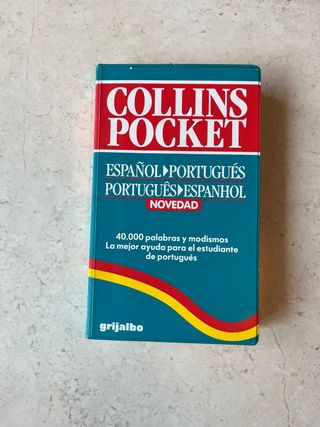 COLLINS
POCKET
ESPAÑOL▶PORTUGUÉS
PORTUGUÊS▶ESPANHOL
NOVEDAD
40.000 palabras y modismos
La mejor ayuda para el estudiante
de portugués
grijalbo